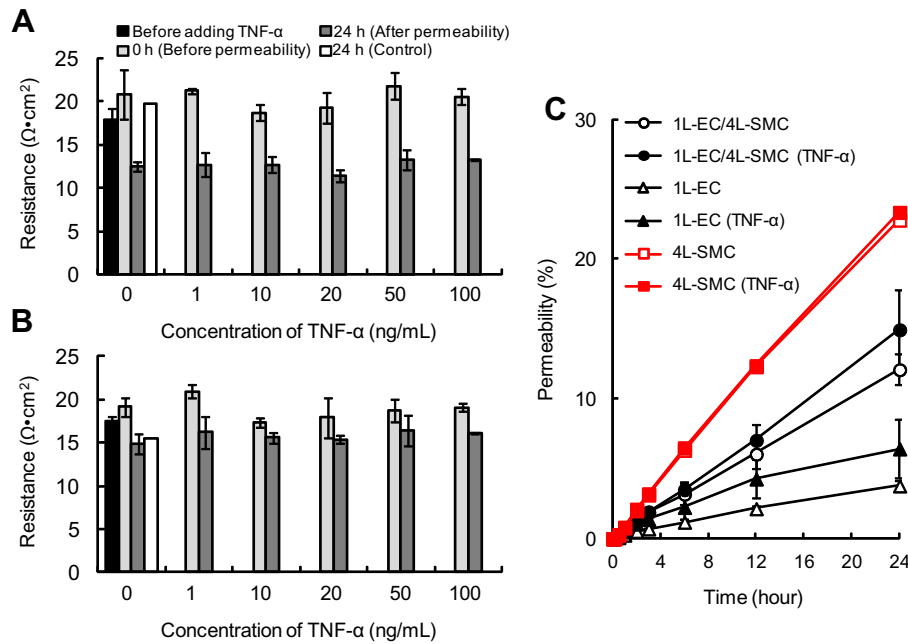 A
Before adding TNF-α
24 h (After permeability)
0 h (Before permeability)
24 h (Control)
25
20
15
10
5
0
Resistance (Ω•cm²)
0 1 10 20 50 100
Concentration of TNF-α (ng/mL)
B
25
20
15
10
5
0
Resistance (Ω•cm²)
0 1 10 20 50 100
Concentration of TNF-α (ng/mL)
C
30
20
10
0
Permeability (%)
1L-EC/4L-SMC
1L-EC/4L-SMC (TNF-α)
1L-EC
1L-EC (TNF-α)
4L-SMC
4L-SMC (TNF-α)
0 4 8 12 16 20 24
Time (hour)